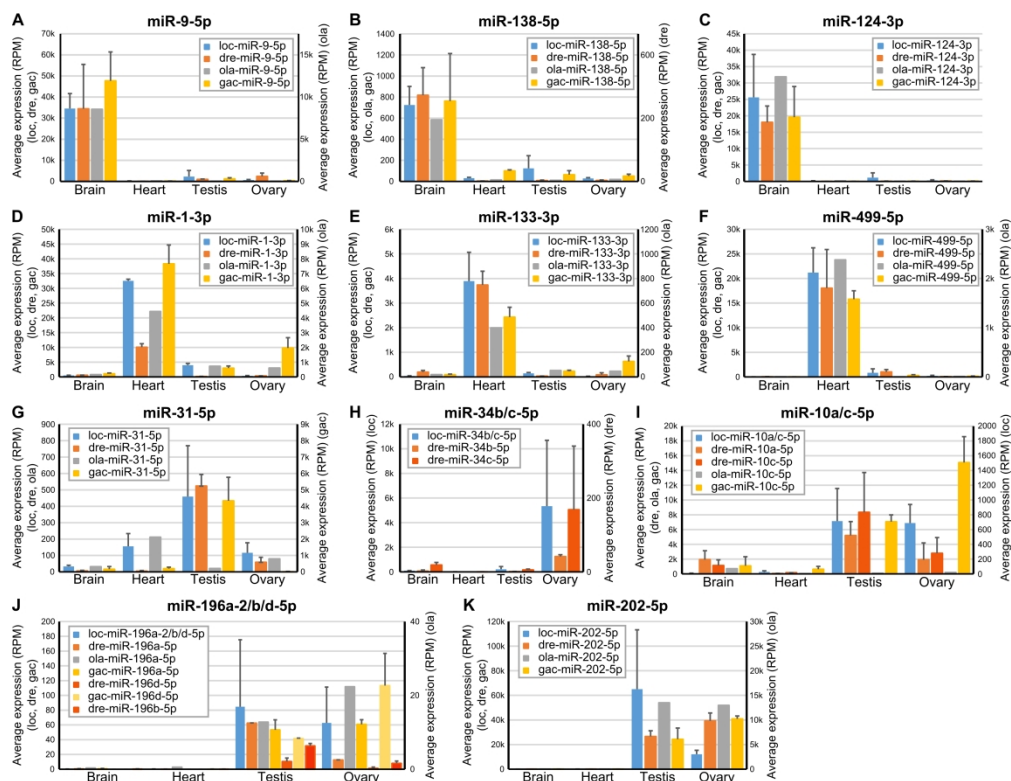 A miR-9-5p
Average expression (RPM)
(loc, dre, gac)
70k
60k
50k
40k
30k
20k
10k
0
loc-miR-9-5p
dre-miR-9-5p
ola-miR-9-5p
gac-miR-9-5p
15k
9k
3k
0
Average expression (RPM) (ola)
Brain Heart Testis Ovary
B miR-138-5p
Average expression (RPM)
(loc, ola, gac)
1400
1200
1000
800
600
400
200
0
loc-miR-138-5p
dre-miR-138-5p
ola-miR-138-5p
gac-miR-138-5p
600
200
0
Average expression (RPM) (dre)
Brain Heart Testis Ovary
C miR-124-3p
Average expression (RPM)
45k
40k
35k
30k
25k
20k
15k
10k
5k
0
loc-miR-124-3p
dre-miR-124-3p
ola-miR-124-3p
gac-miR-124-3p
Brain Heart Testis Ovary
D miR-1-3p
Average expression (RPM)
(loc, dre, gac)
50k
45k
40k
35k
30k
25k
20k
15k
10k
5k
0
loc-miR-1-3p
dre-miR-1-3p
ola-miR-1-3p
gac-miR-1-3p
10k
9k
8k
7k
6k
5k
4k
3k
2k
1k
0
Average expression (RPM) (ola)
Brain Heart Testis Ovary
E miR-133-3p
Average expression (RPM)
(loc, dre, gac)
6k
5k
4k
3k
2k
1k
0
loc-miR-133-3p
dre-miR-133-3p
ola-miR-133-3p
gac-miR-133-3p
1200
1000
800
600
400
200
0
Average expression (RPM) (ola)
Brain Heart Testis Ovary
F miR-499-5p
Average expression (RPM)
(loc, dre, gac)
30k
25k
20k
15k
10k
5k
0
loc-miR-499-5p
dre-miR-499-5p
ola-miR-499-5p
gac-miR-499-5p
3k
2k
1k
0
Average expression (RPM) (ola)
Brain Heart Testis Ovary
G miR-31-5p
Average expression (RPM)
(loc, dre, ola)
900
800
700
600
500
400
300
200
100
0
loc-miR-31-5p
dre-miR-31-5p
ola-miR-31-5p
gac-miR-31-5p
9k
8k
7k
6k
5k
4k
3k
2k
1k
0
Average expression (RPM) (gac)
Brain Heart Testis Ovary
H miR-34b/c-5p
Average expression (RPM) (loc)
12k
10k
8k
6k
4k
2k
0
loc-miR-34b/c-5p
dre-miR-34b-5p
dre-miR-34c-5p
400
200
0
Average expression (RPM) (dre)
Brain Heart Testis Ovary
I miR-10a/c-5p
Average expression (RPM)
(dre, ola, gac)
20k
18k
16k
14k
12k
10k
8k
6k
4k
2k
0
loc-miR-10a/c-5p
dre-miR-10a-5p
dre-miR-10c-5p
ola-miR-10c-5p
gac-miR-10c-5p
2000
1800
1600
1400
1200
1000
800
600
400
200
0
Average expression (RPM) (loc)
Brain Heart Testis Ovary
J miR-196a-2/b/d-5p
Average expression (RPM)
(loc, dre, gac)
200
180
160
140
120
100
80
60
40
20
0
loc-miR-196a-2/b/d-5p
dre-miR-196a-5p
ola-miR-196a-5p
gac-miR-196a-5p
dre-miR-196d-5p
gac-miR-196d-5p
dre-miR-196b-5p
40
20
0
Average expression (RPM) (ola)
Brain Heart Testis Ovary
K miR-202-5p
Average expression (RPM)
(loc, dre, gac)
120k
100k
80k
60k
40k
20k
0
loc-miR-202-5p
dre-miR-202-5p
ola-miR-202-5p
gac-miR-202-5p
30k
25k
20k
15k
10k
5k
0
Average expression (RPM) (ola)
Brain Heart Testis Ovary